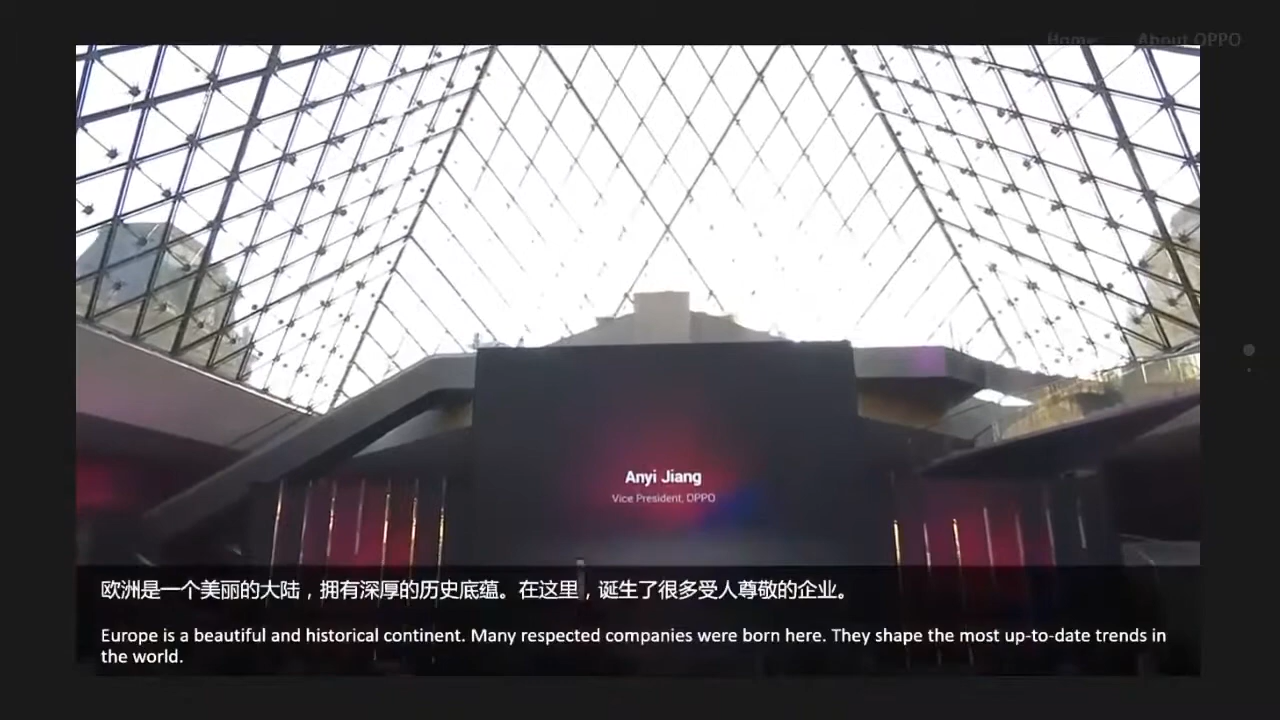 Home About OPPO
Anyi Jiang
Vice President, OPPO
欧洲是一个美丽的大陆，拥有深厚的历史底蕴。在这里，诞生了很多受人尊敬的企业。
Europe is a beautiful and historical continent. Many respected companies were born here. They shape the most up-to-date trends in
the world.